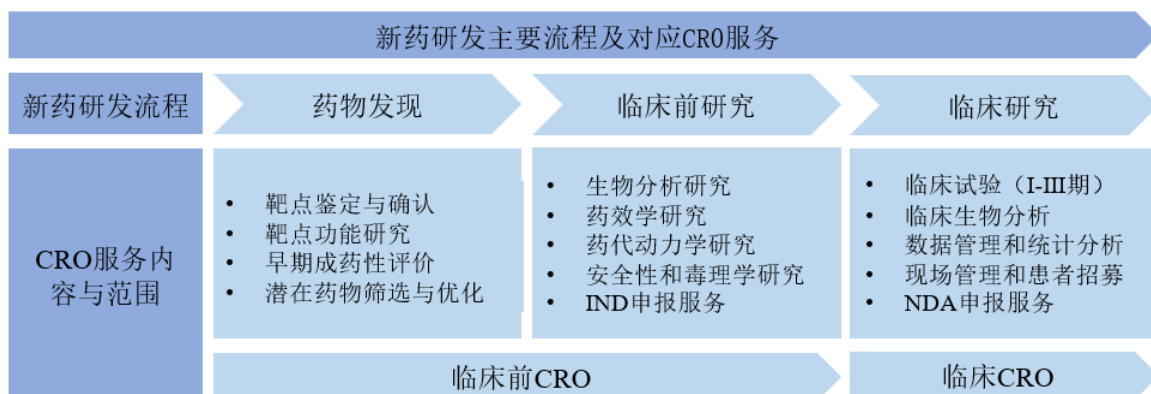 新药研发主要流程及对应CRO服务
新药研发流程
药物发现
临床前研究
临床研究
CRO服务内
容与范围
• 靶点鉴定与确认
• 靶点功能研究
• 早期成药性评价
• 潜在药物筛选与优化
• 生物分析研究
• 药效学研究
• 药代动力学研究
• 安全性和毒理学研究
• IND申报服务
• 临床试验（I-III期）
• 临床生物分析
• 数据管理和统计分析
• 现场管理和患者招募
• NDA申报服务
临床前CRO
临床CRO